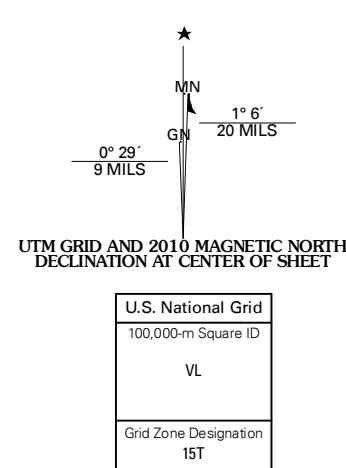 ★
MN
1° 6´
20 MILS
GN
0° 29´
9 MILS
UTM GRID AND 2010 MAGNETIC NORTH
DECLINATION AT CENTER OF SHEET
U.S. National Grid
100,000-m Square ID
VL
Grid Zone Designation
15T